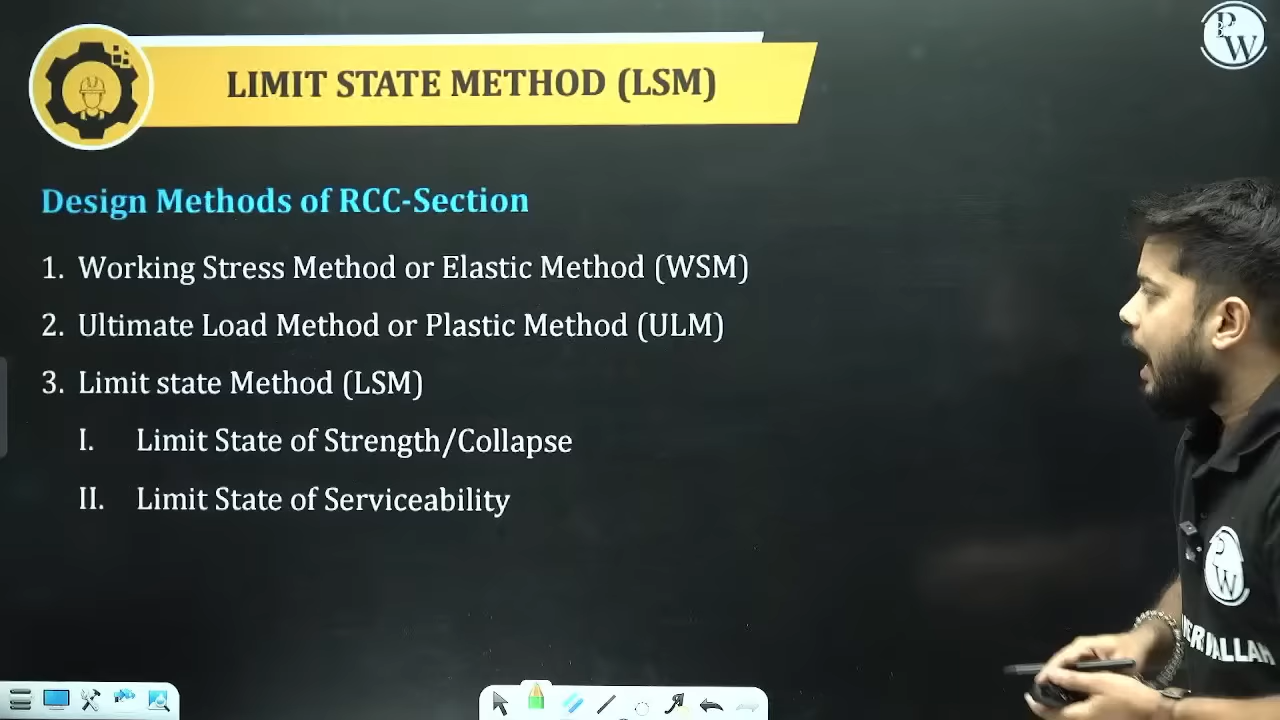 LIMIT STATE METHOD (LSM)
PW
Design Methods of RCC-Section
1. Working Stress Method or Elastic Method (WSM)
2. Ultimate Load Method or Plastic Method (ULM)
3. Limit state Method (LSM)
I. Limit State of Strength/Collapse
II. Limit State of Serviceability
PW